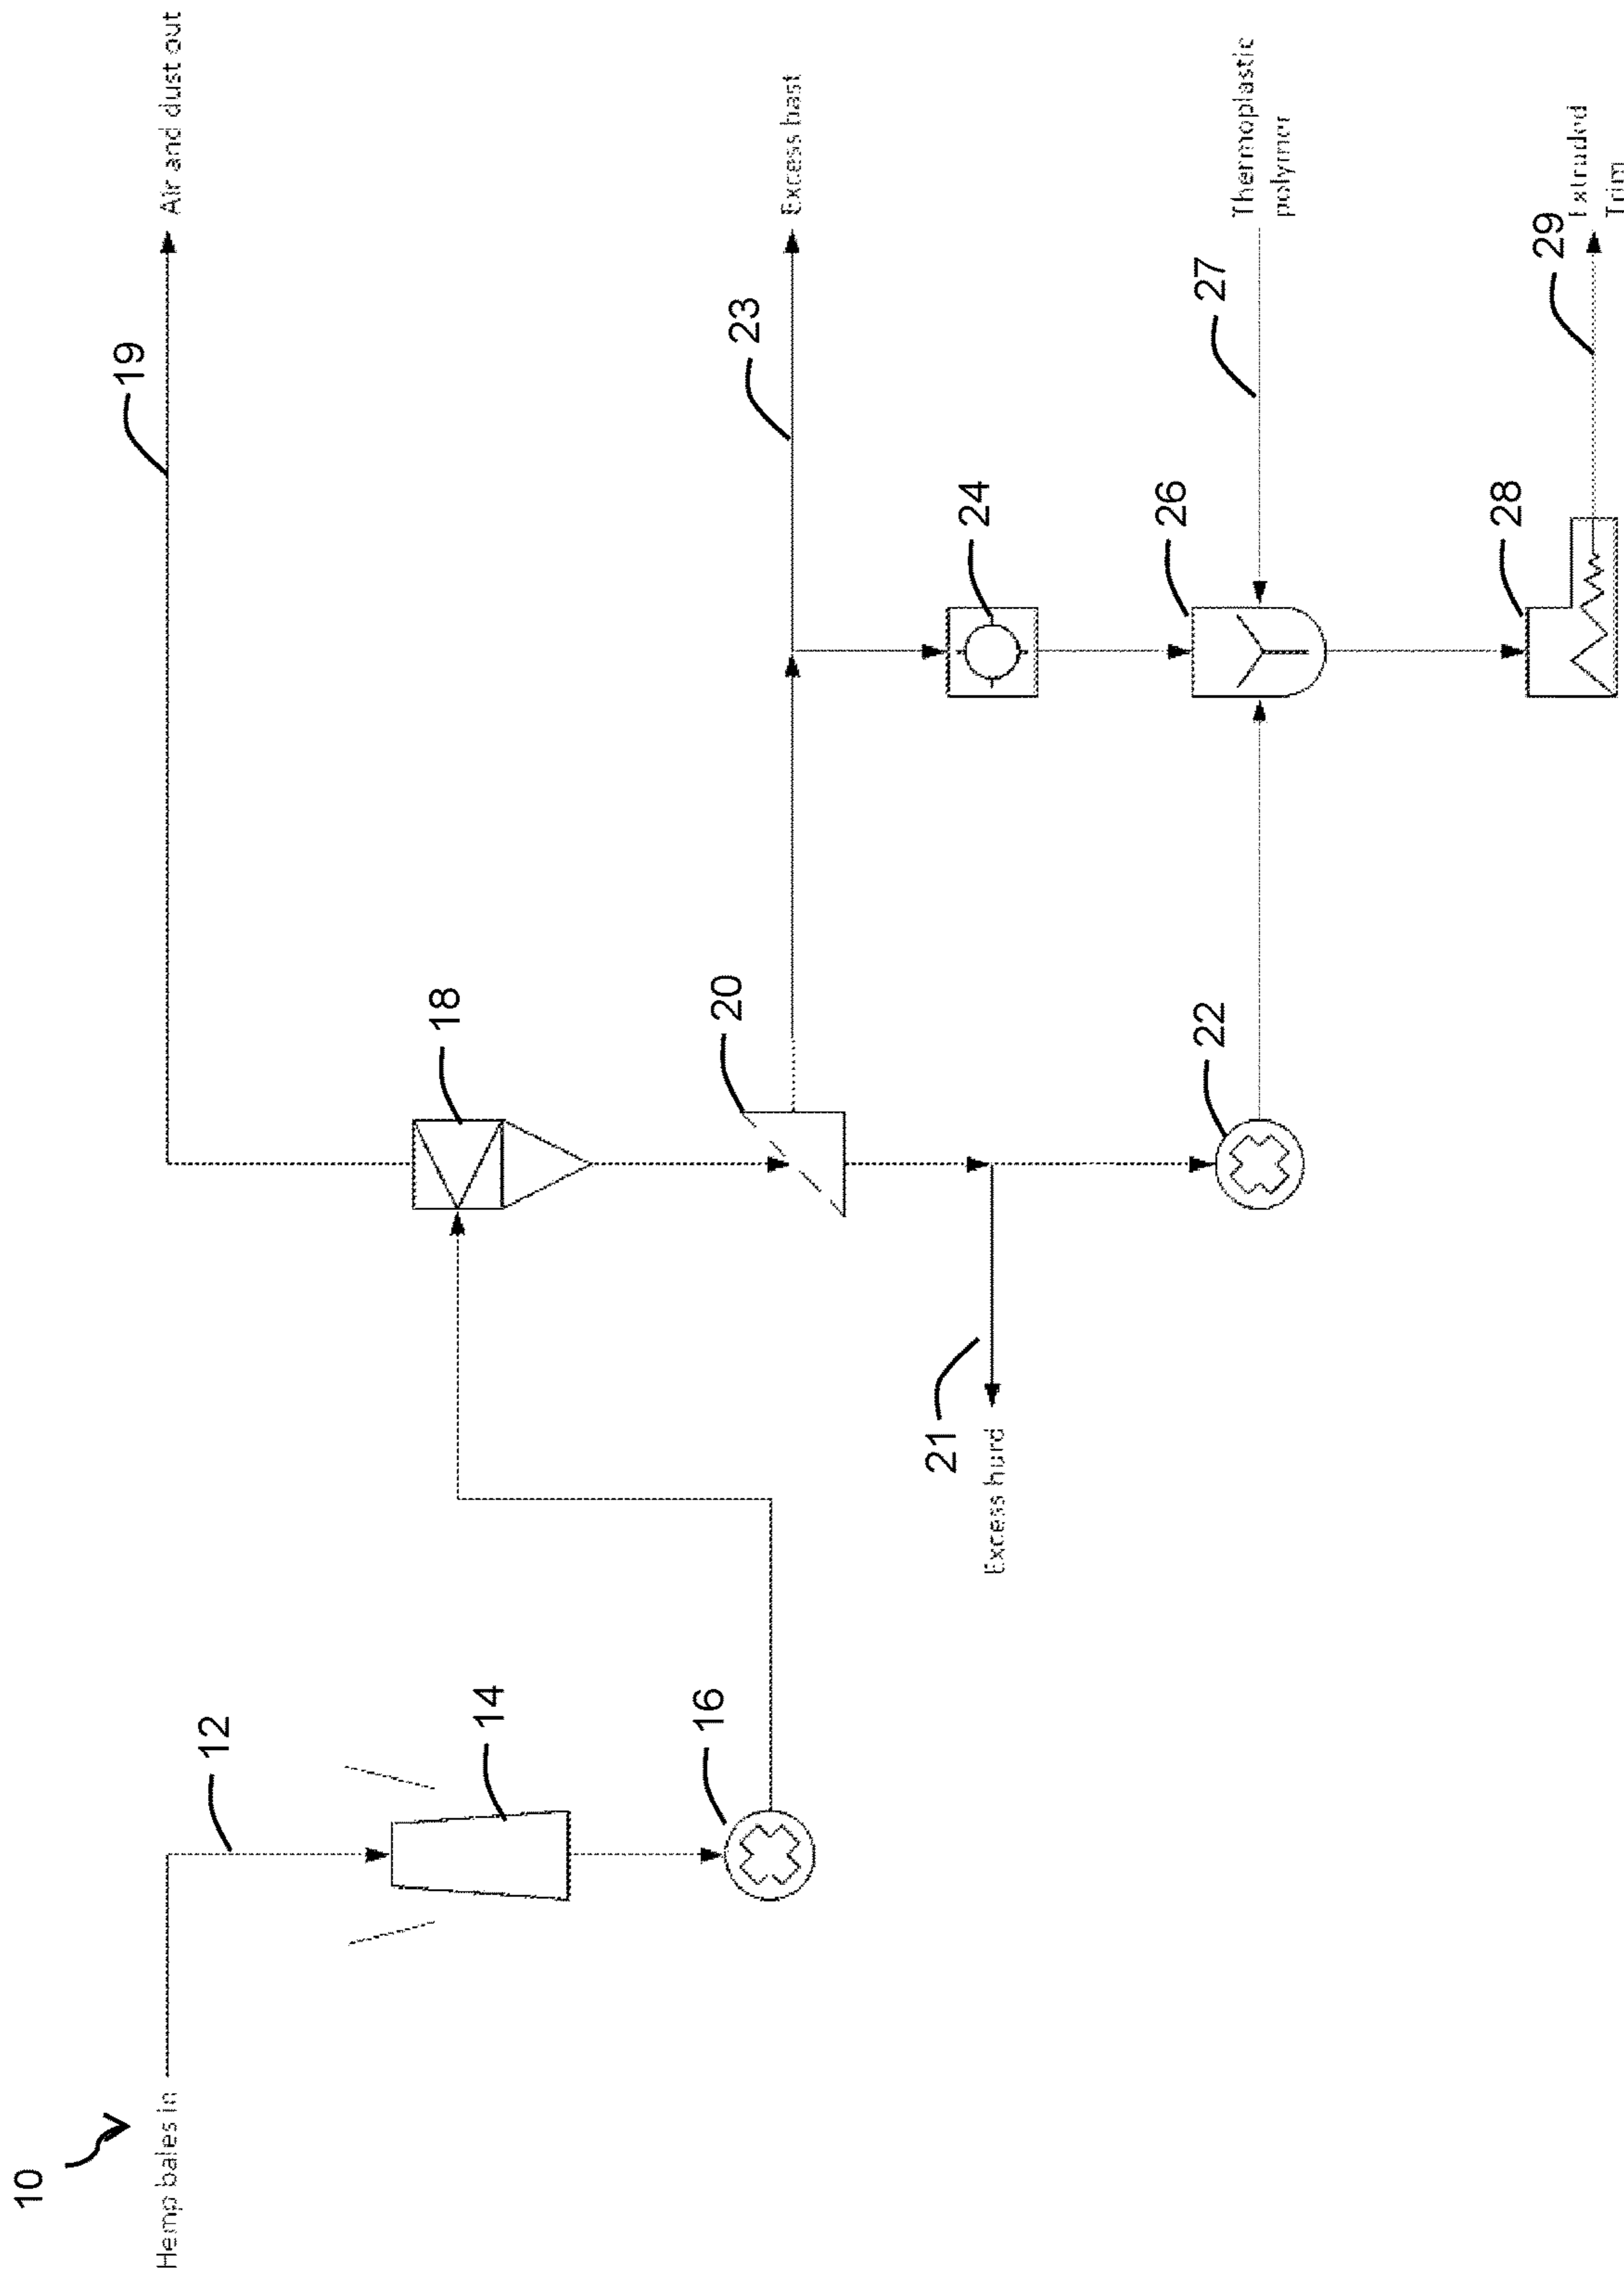 10
19
Hemp bales in
Air and dust out
12
18
14
16
20
23
Excess bast
21
24
Excess hurd
26
22
27
Thermoplastic
polymer
28
29
Extruded
Trim